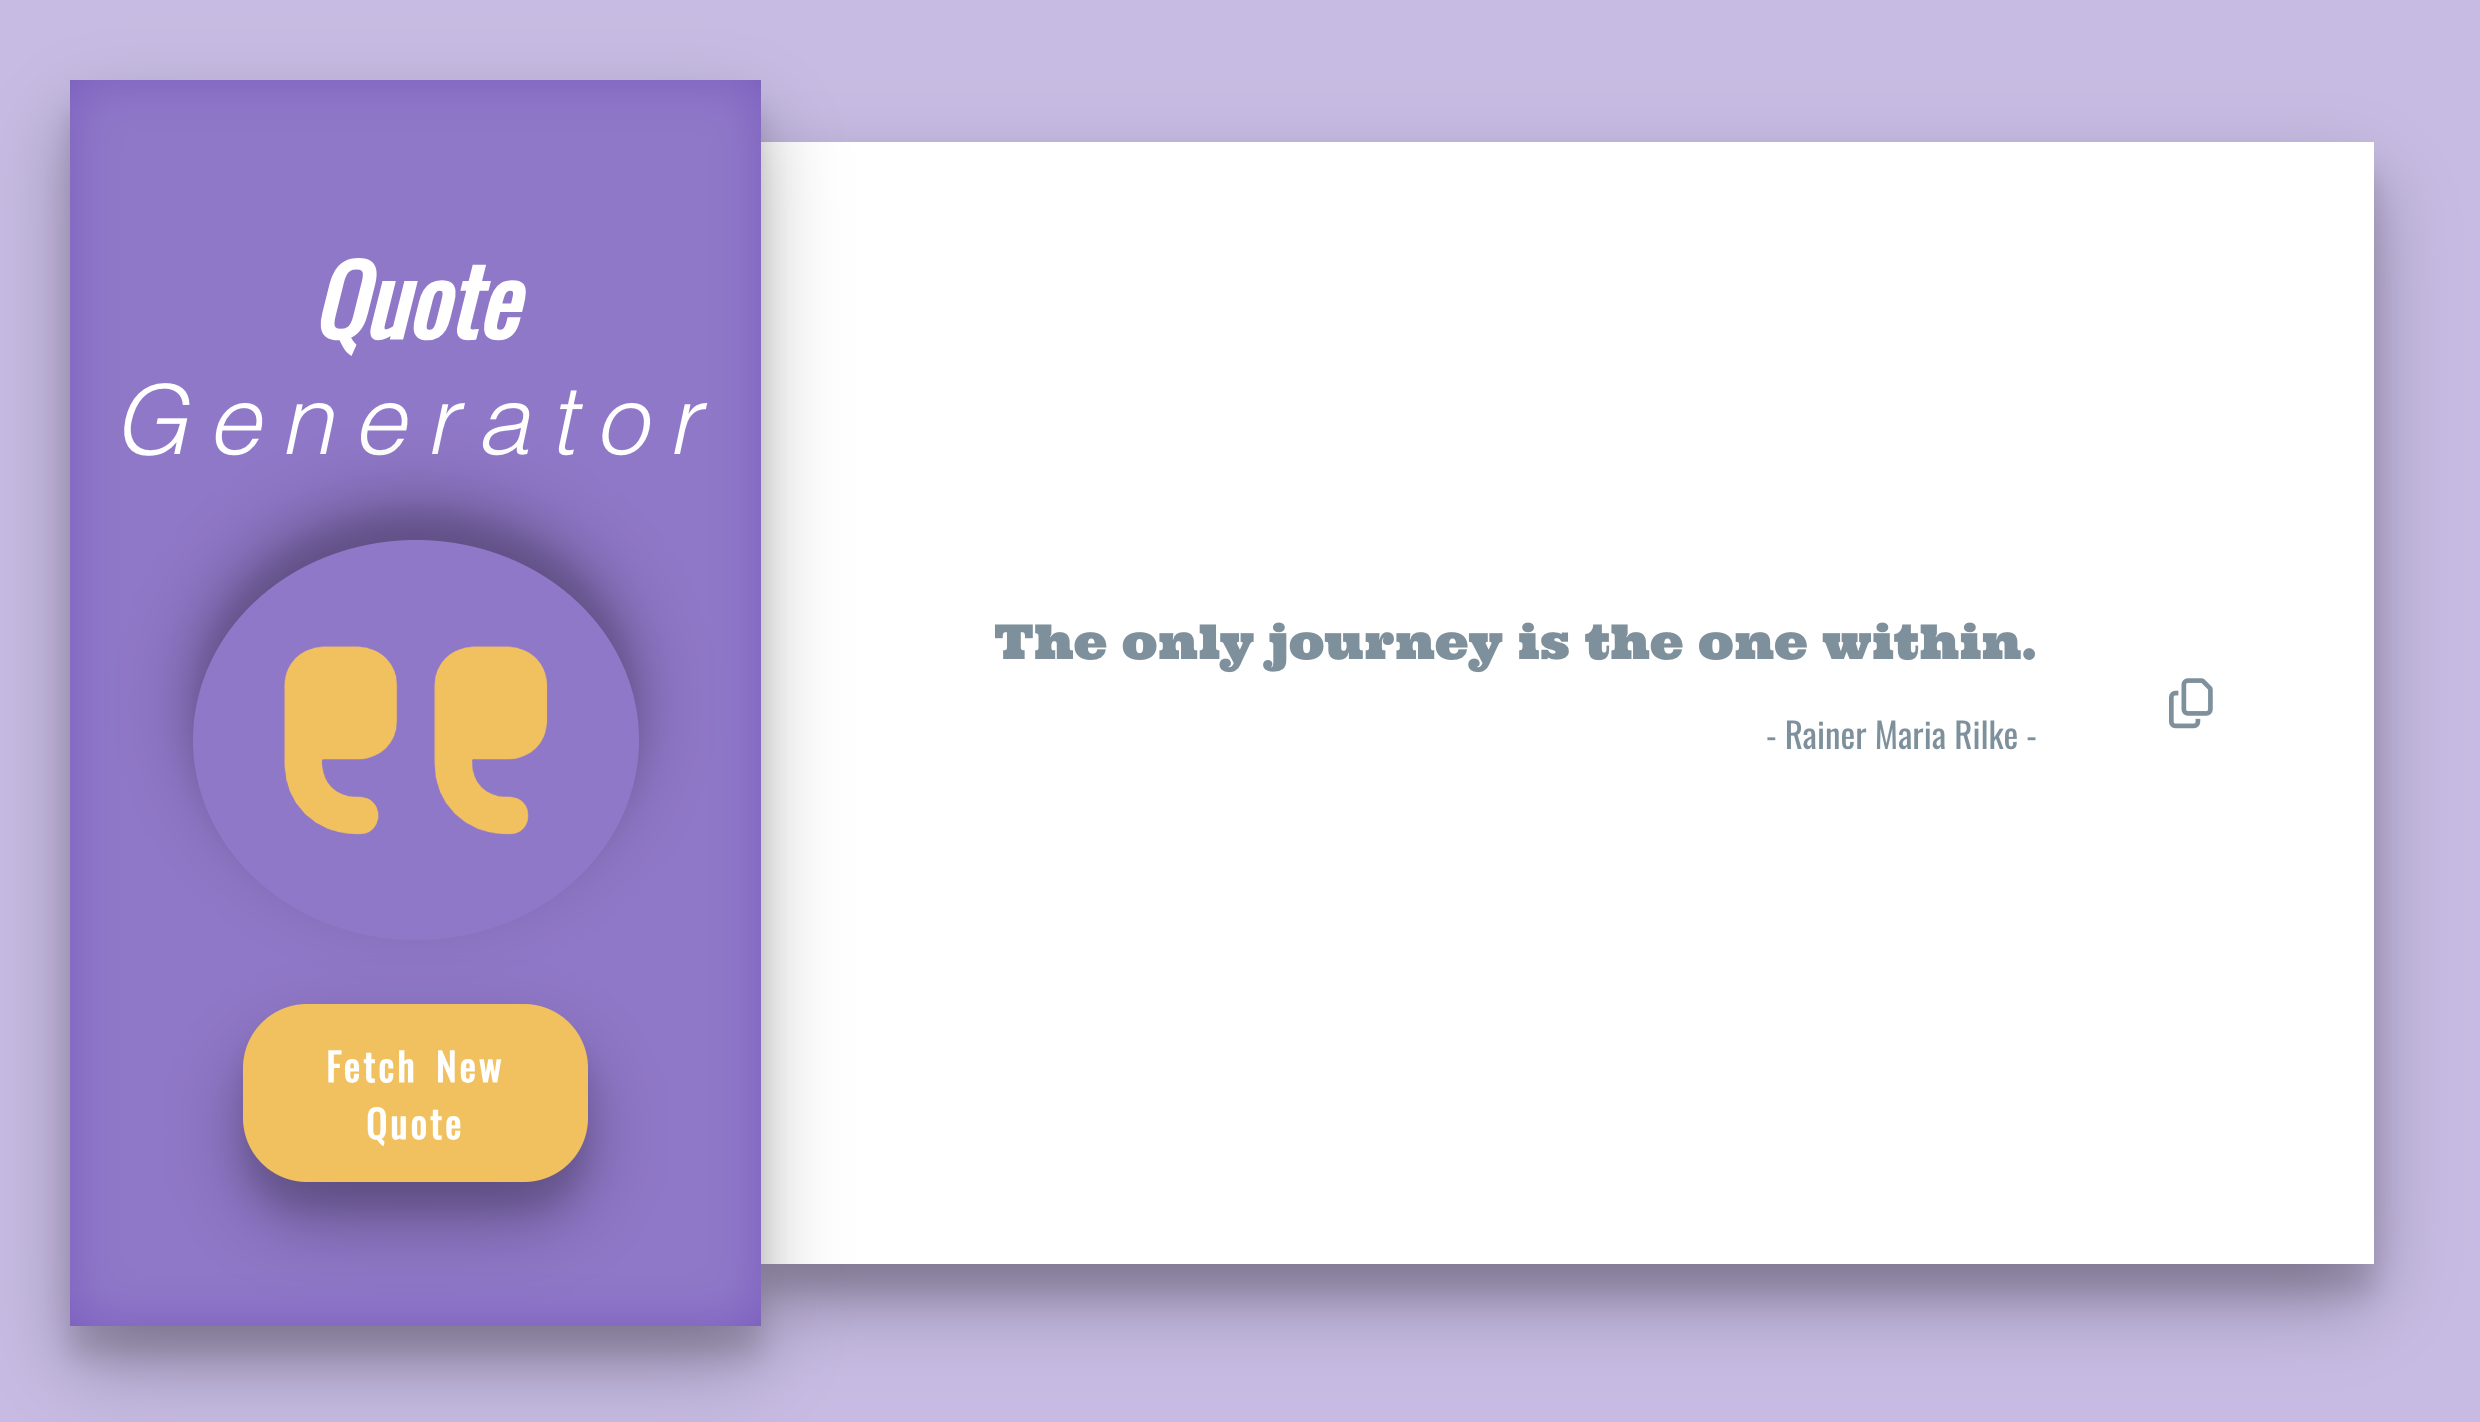 Quote
Generator
Fetch New
Quote
The only journey is the one within.
- Rainer Maria Rilke -